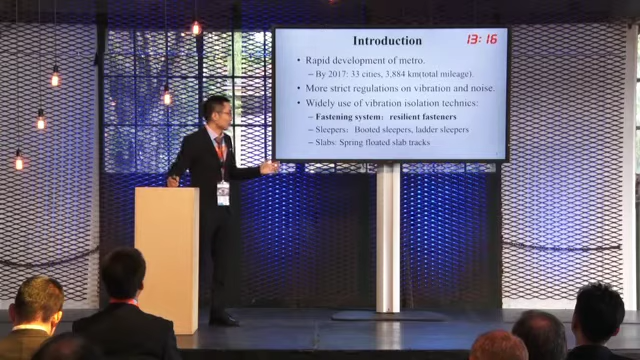 Introduction
13:16
• Rapid development of metro.
– By 2017: 33 cities, 3,884 km(total mileage).
• More strict regulations on vibration and noise.
• Widely use of vibration isolation technics:
– Fastening system: resilient fasteners
– Sleepers: Booted sleepers, ladder sleepers
– Slabs: Spring floated slab tracks